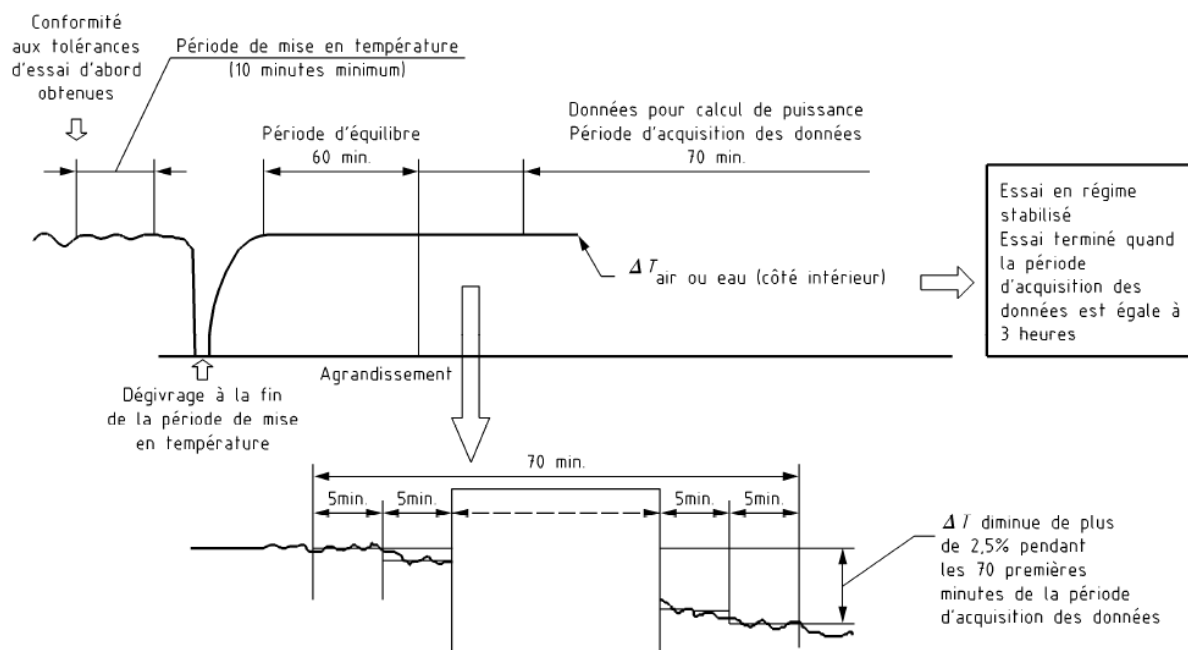 Conformité
aux tolérances
d'essai d'abord
obtenues
Période de mise en température
(10 minutes minimum)
Période d'équilibre
60 min.
Données pour calcul de puissance
Période d'acquisition des données
70 min.
ΔT air ou eau (côté intérieur)
Essai en régime
stabilisé
Essai terminé quand
la période
d'acquisition des
données est égale à
3 heures
Agrandissement
Dégivrage à la fin
de la période de mise
en température
70 min.
5min.
5min.
5min.
5min.
ΔT diminue de plus
de 2,5% pendant
les 70 premières
minutes de la période
d'acquisition des données